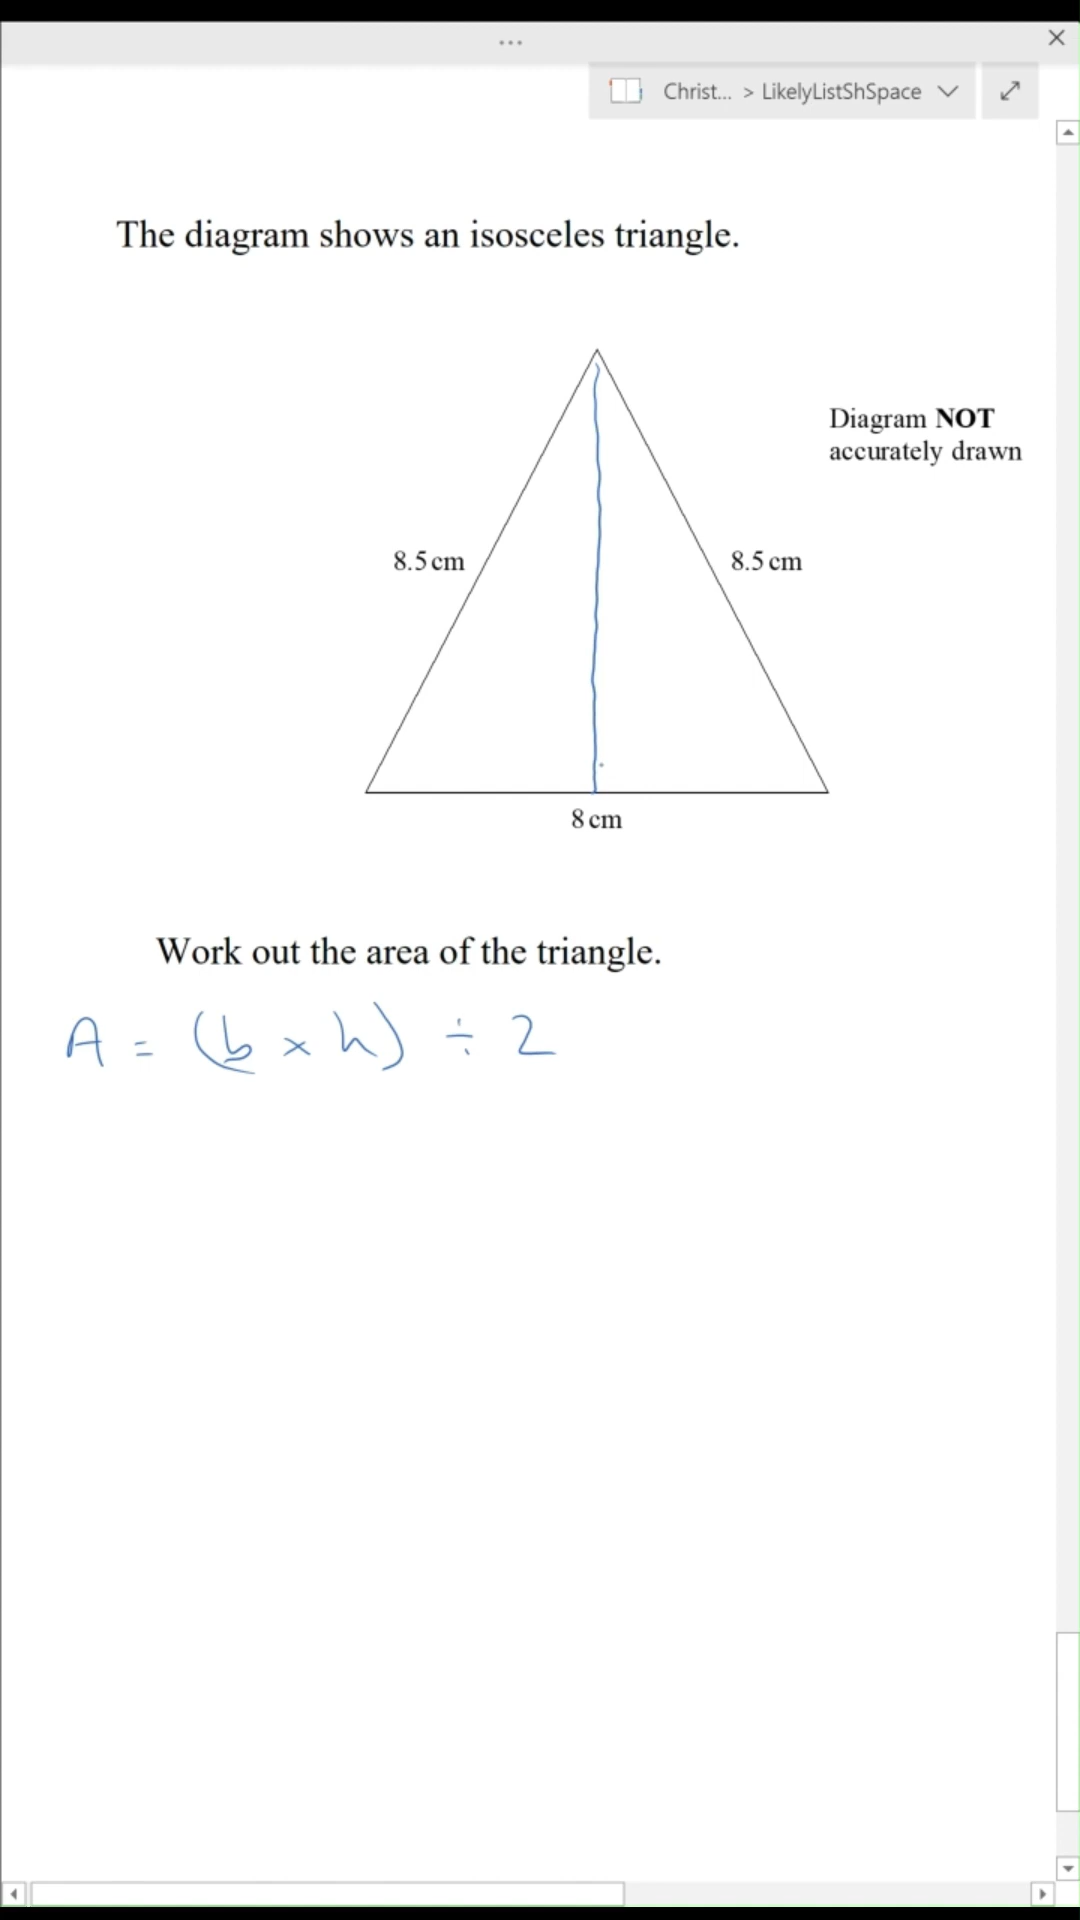 ...
Christ... > LikelyListShSpace
The diagram shows an isosceles triangle.
Diagram NOT
accurately drawn
8.5 cm
8.5 cm
8 cm
Work out the area of the triangle.
A = (b × h) ÷ 2